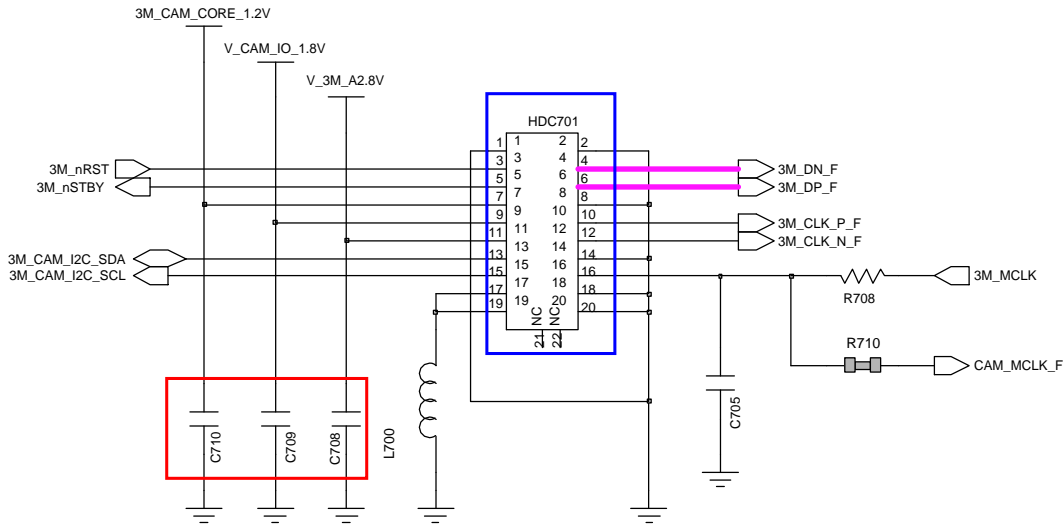 3M_CAM_CORE_1.2V
V_CAM_IO_1.8V
V_3M_A2.8V
HDC701
1 1 2 2
3 3 4 4
3M_nRST 5 6 3M_DN_F
5 6
3M_nSTBY 7 8 3M_DP_F
7 8
9 10
9 10
11 12 3M_CLK_P_F
11 12
13 14 3M_CLK_N_F
3M_CAM_I2C_SDA 13 14
15 16
3M_CAM_I2C_SCL 15 16 3M_MCLK
17 18
17 18
19 20
19 20
R708
NC NC
21 22
R710
CAM_MCLK_F
C710
C709
C708
L700
C705